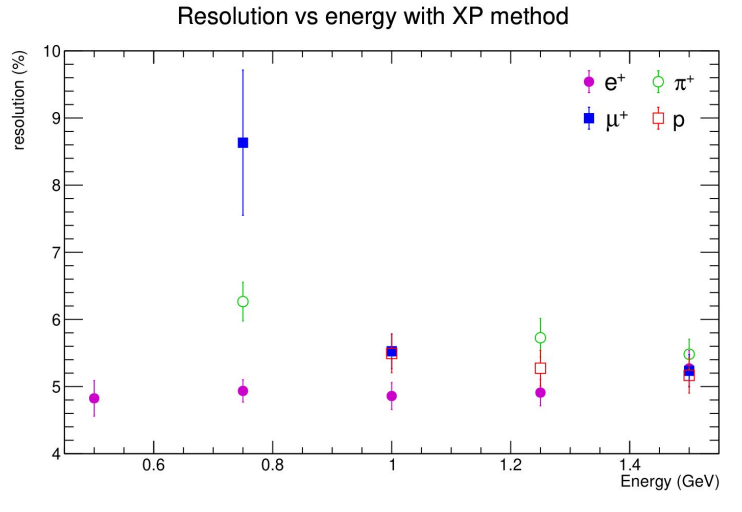 Resolution vs energy with XP method
resolution (%)
10
9
8
7
6
5
4
e⁺ π⁺
μ⁺ p
0.6 0.8 1 1.2 1.4
Energy (GeV)